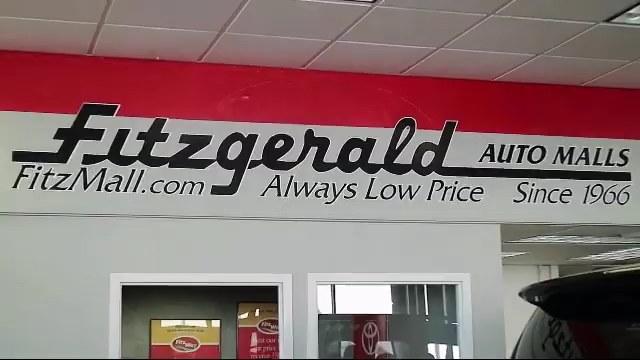 Fitzgerald AUTO MALLS
FitzMall.com Always Low Price Since 1966